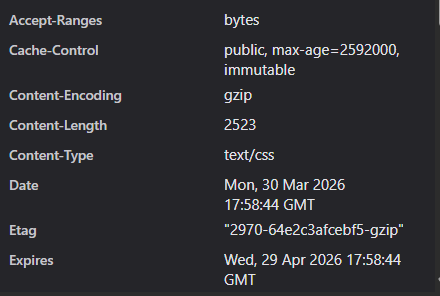 Accept-Ranges bytes
Cache-Control public, max-age=2592000,
immutable
Content-Encoding gzip
Content-Length 2523
Content-Type text/css
Date Mon, 30 Mar 2026
17:58:44 GMT
Etag "2970-64e2c3afcebf5-gzip"
Expires Wed, 29 Apr 2026 17:58:44
GMT